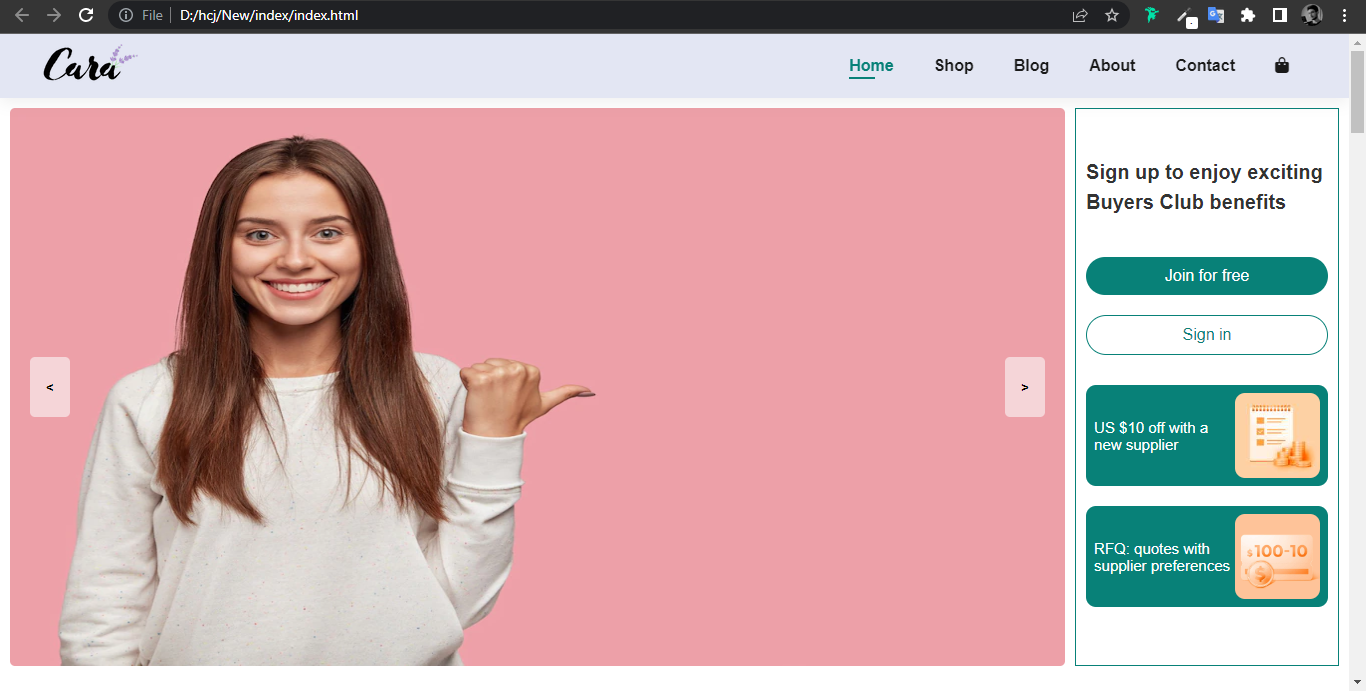 File
D:/hcj/New/index/index.html
Cara
Home Shop Blog About Contact
Sign up to enjoy exciting
Buyers Club benefits
Join for free
Sign in
<
>
US $10 off with a
new supplier
RFQ: quotes with
supplier preferences
$100-10
$